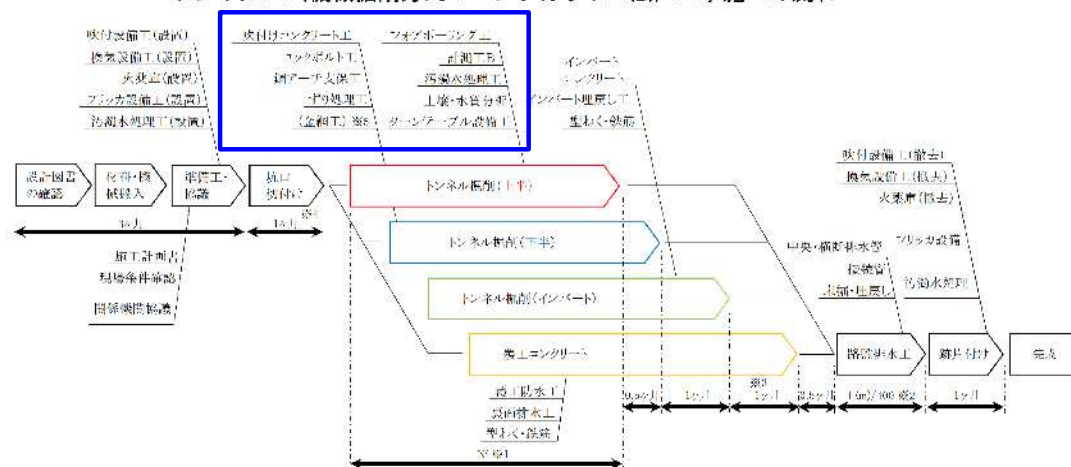 吹付設備工(設置)
換気設備工(設置)
火薬庫(設置)
プラッカ設備工(設置)
汚濁水処理工(設置)
吹付けコンクリート工
ロックボルト工
鋼アーチ支保工
ずり処理工
(金網工) ※5
フォアポーリング工
計測工B
汚濁水処理工
土壌・水質分析
ターンテーブル設備工
インバート
コンクリート
インバート埋戻し工
型わく・鉄筋
設計図書
の確認
材料・機
械搬入
準備工・
協議
坑口
切付け
トンネル掘削(上半)
トンネル掘削(下半)
トンネル掘削(インバート)
覆工コンクリート
3ヶ月
1ヶ月
施工計画書
現場条件確認
関係機関協議
覆工防水工
裏面排水工
型わく・鉄筋
吹付設備工(撤去)
換気設備工(撤去)
火薬庫(撤去)
中央・横断排水管
接続管
床掘・埋戻し
汚濁水処理
路盤排水工
跡片付け
完成
0.5ヶ月
1ヶ月
※3
1ヶ月
0.5ヶ月
1ヶ月